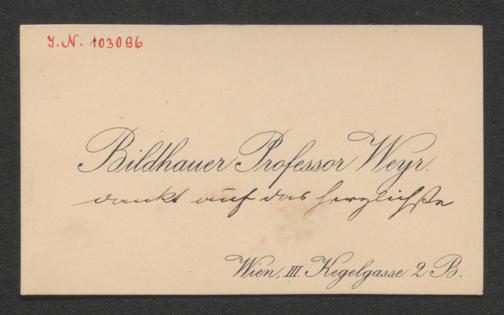 I.N. 103096
Bildhauer Professor Weyr.
dankt auf das herzlichste
Wien, III. Kegelgasse 2 B.